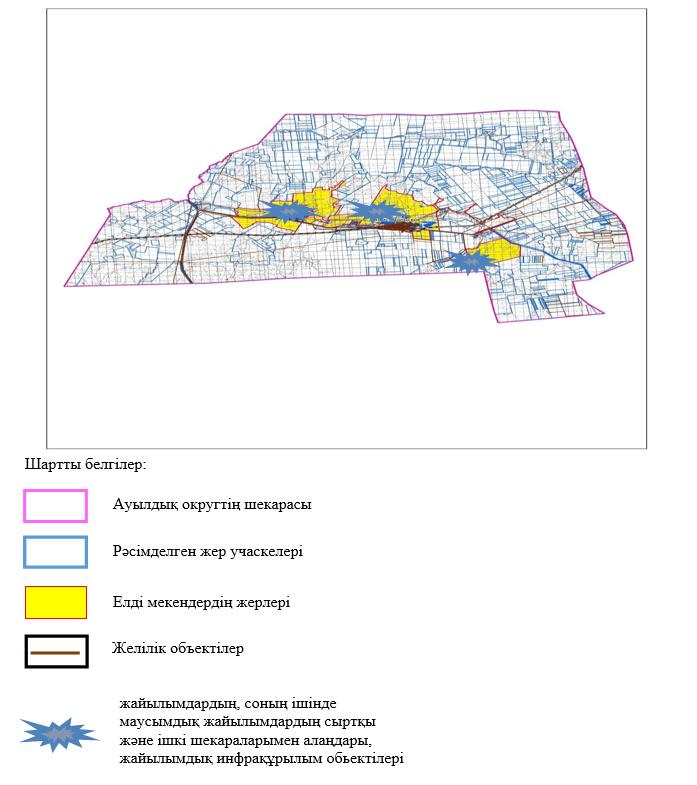 Шартты белгілер:
Ауылдық округтің шекарасы
Рәсімделген жер учаскелері
Елді мекендердің жерлері
Желілік объектілер
жайылымдардың, соның ішінде
маусымдық жайылымдардың сыртқы
және ішкі шекараларымен алаңдары,
жайылымдық инфрақұрылым обьектілері